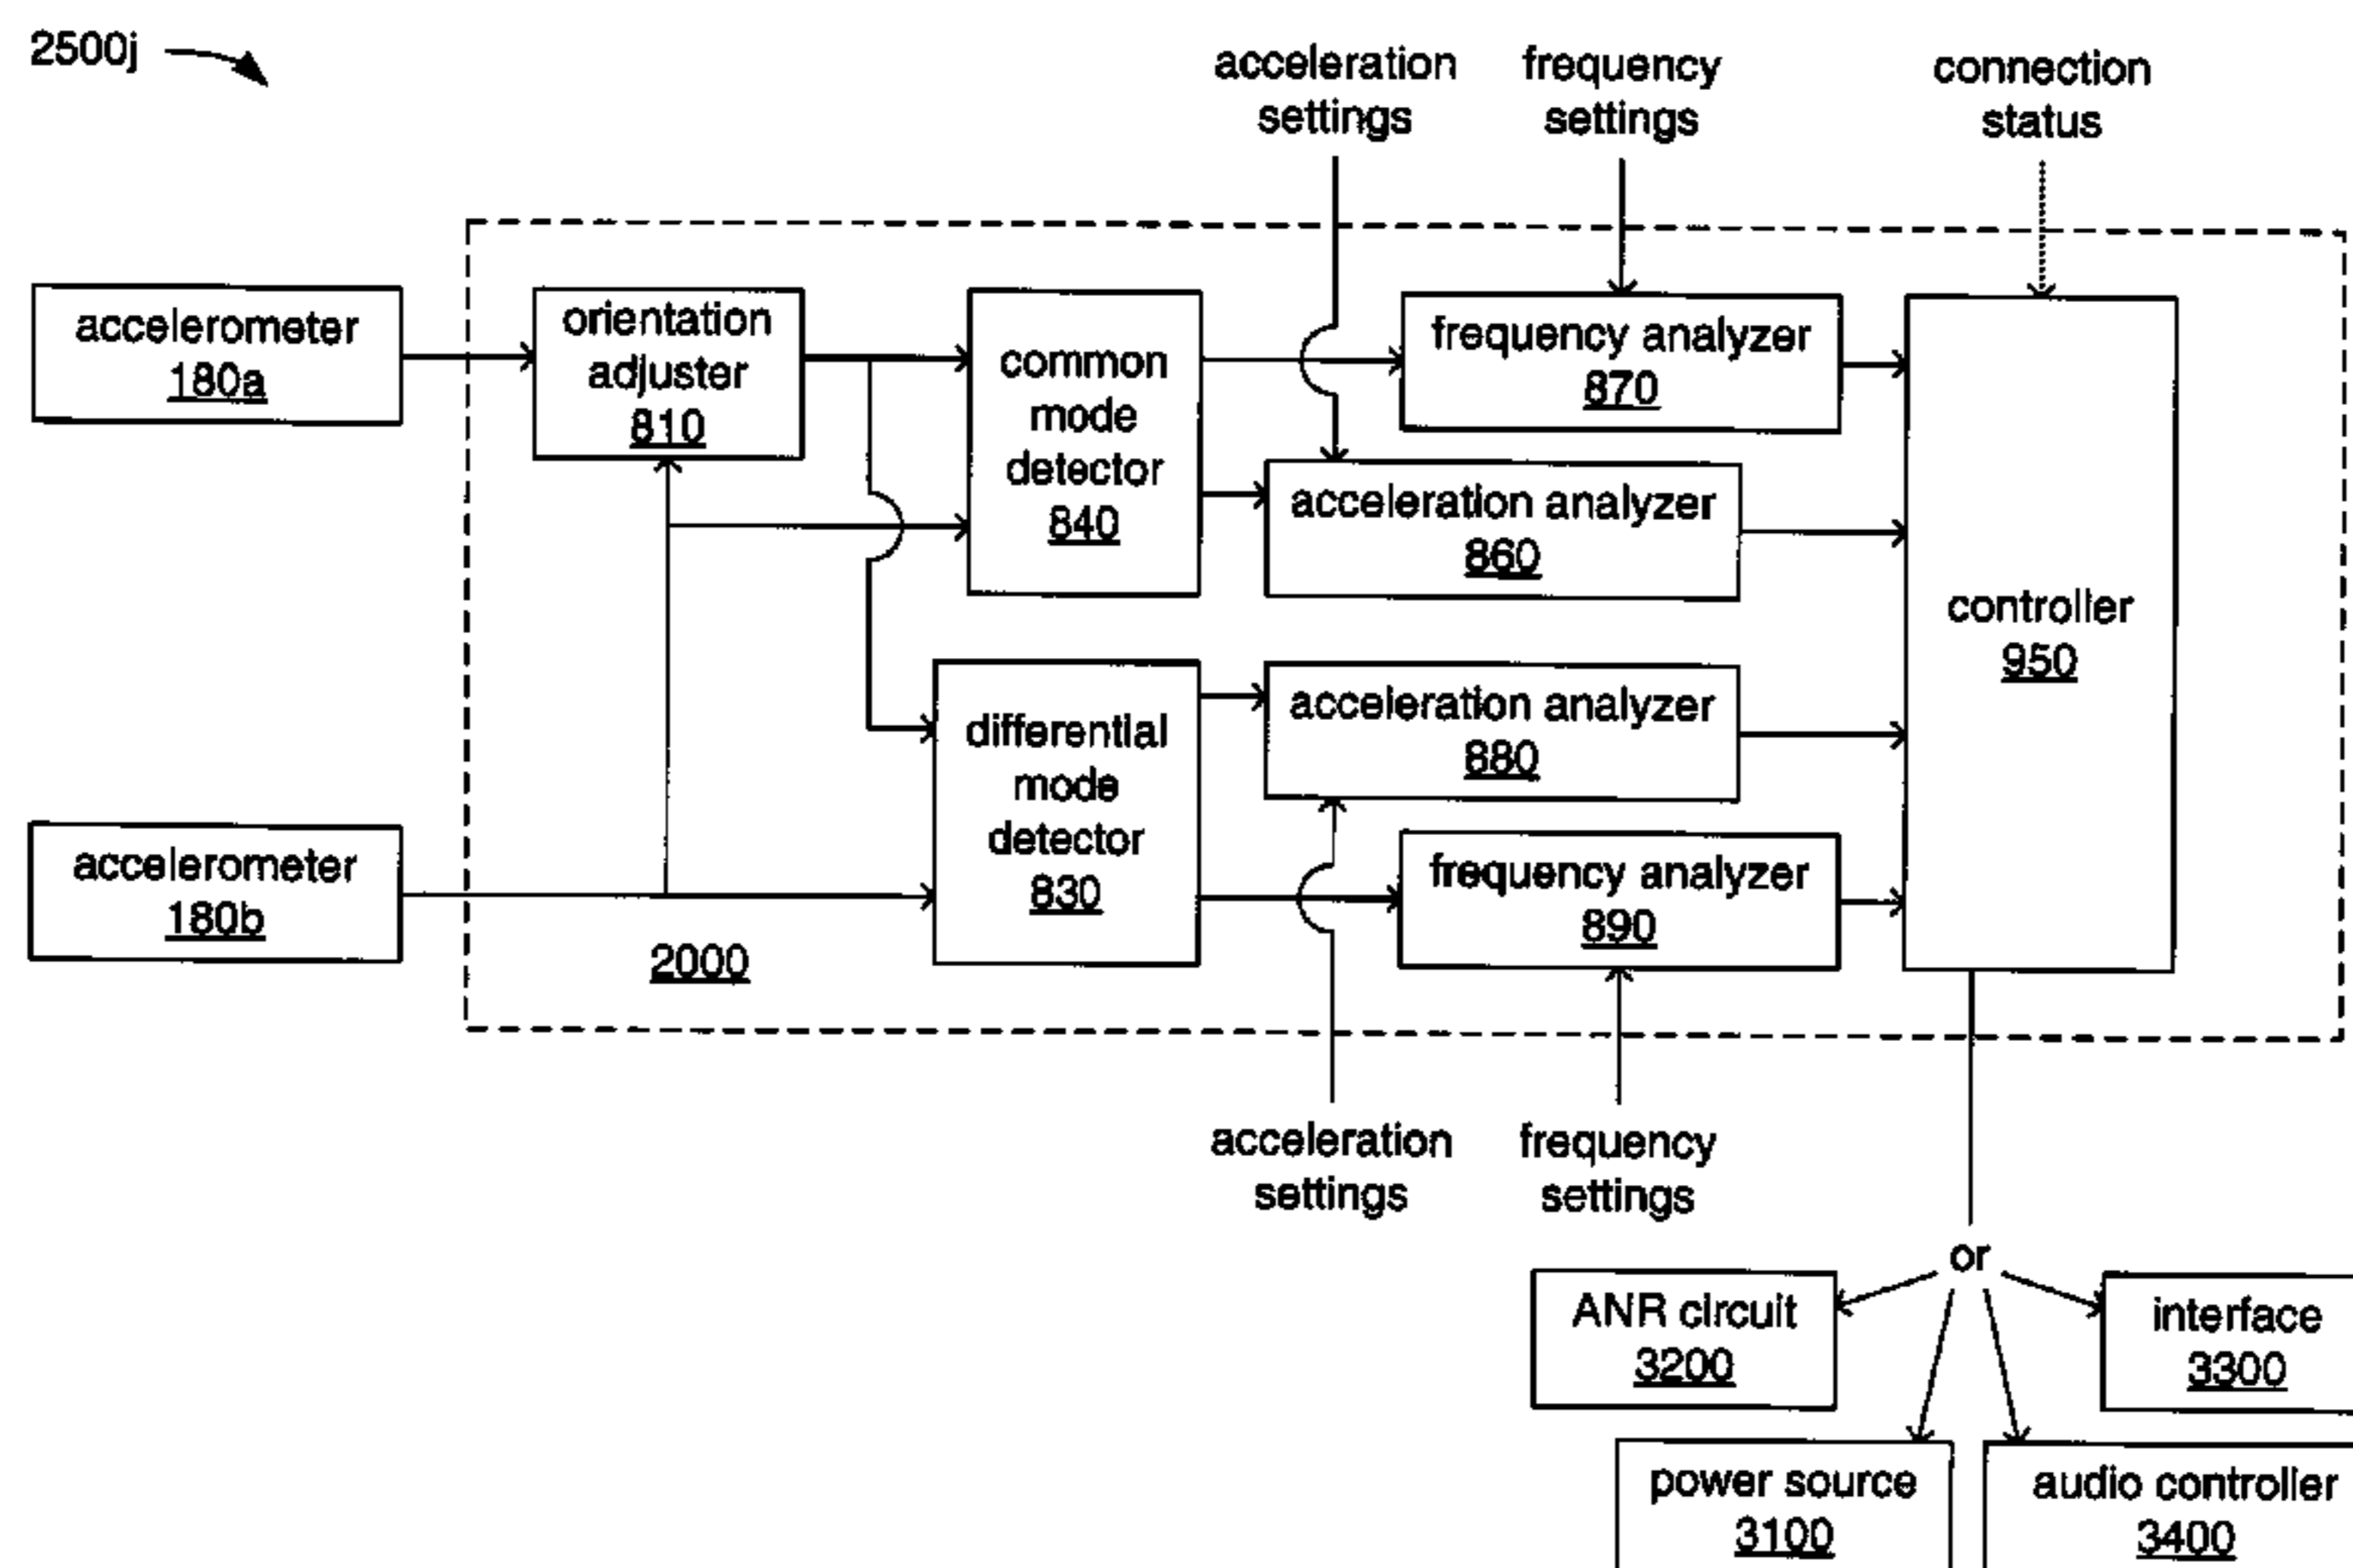 2500j
acceleration
settings
frequency
settings
connection
status
accelerometer
180a
orientation
adjuster
810
common
mode
detector
840
frequency analyzer
870
acceleration analyzer
860
controller
950
differential
mode
detector
830
acceleration analyzer
880
frequency analyzer
890
accelerometer
180b
2000
acceleration
settings
frequency
settings
or
ANR circuit
3200
interface
3300
power source
3100
audio controller
3400